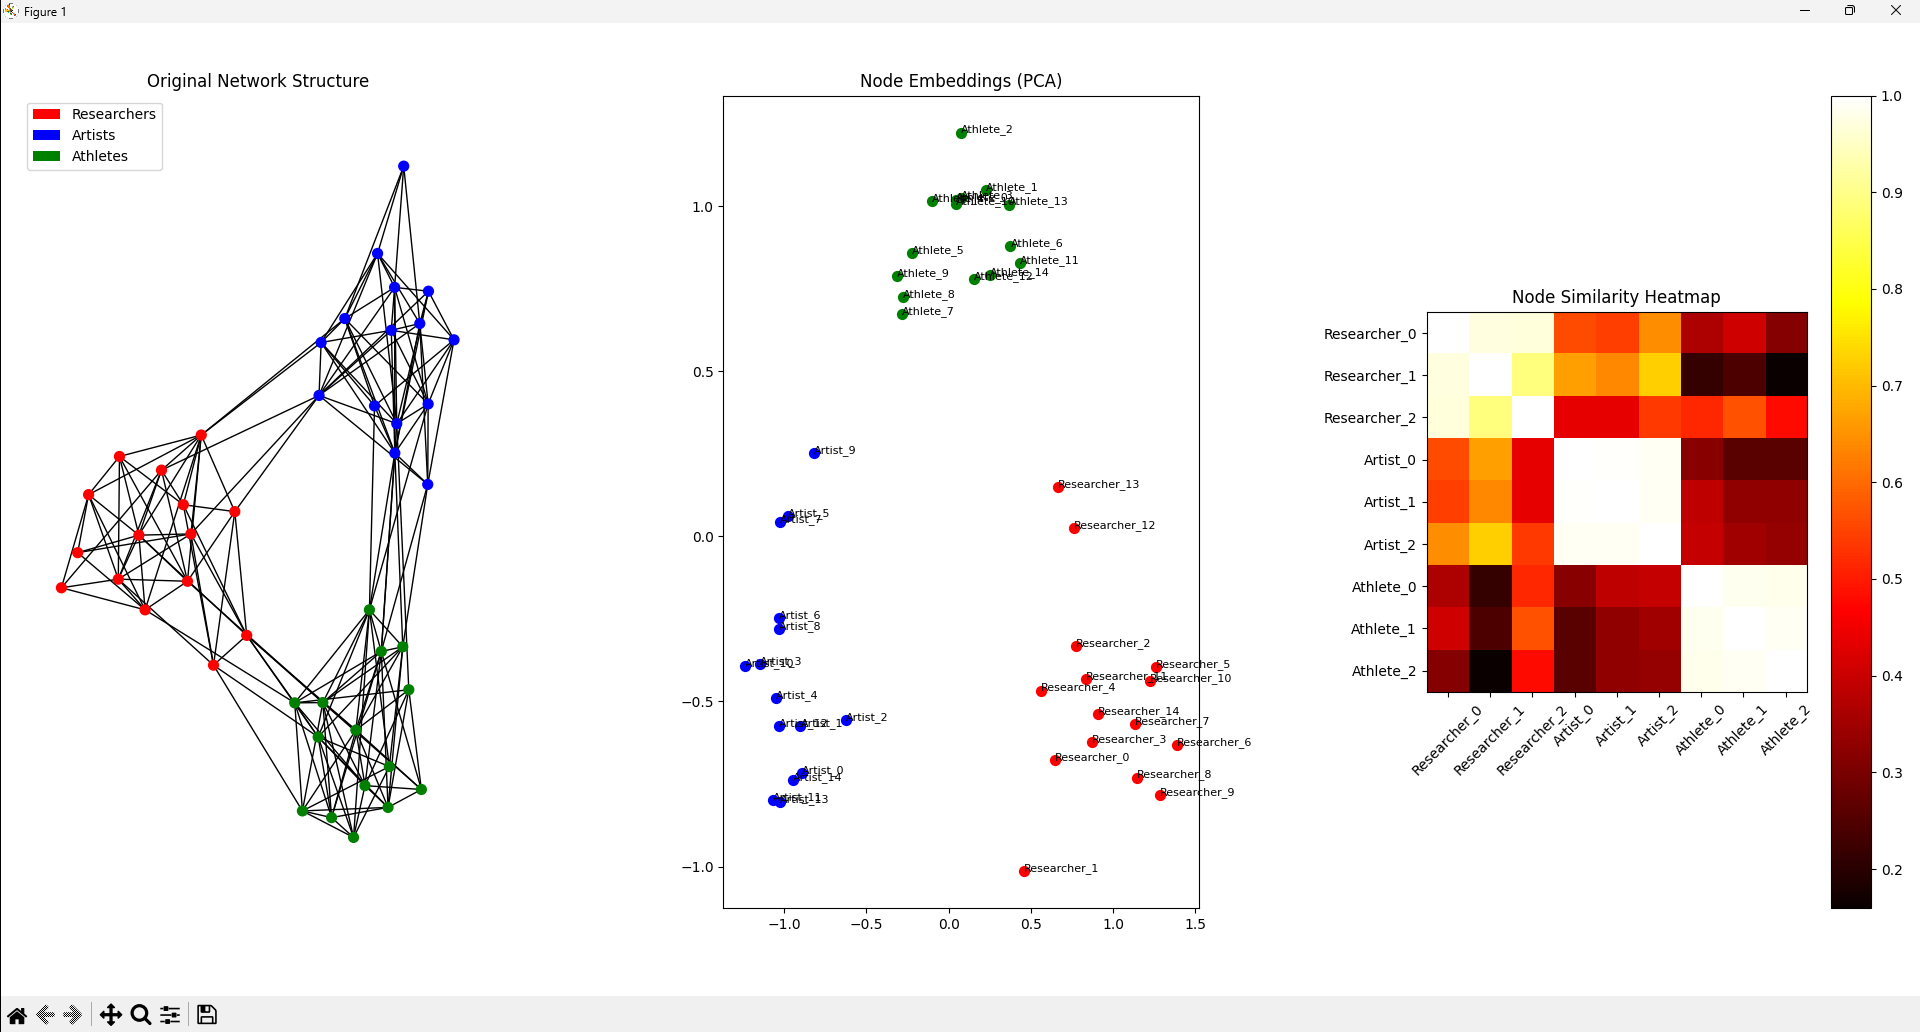 Figure 1
Original Network Structure
Researchers
Artists
Athletes
Node Embeddings (PCA)
1.0
0.5
0.0
−0.5
−1.0
−1.0
−0.5
0.0
0.5
1.0
1.5
Athlete_2
Athlete_1
Athlete_13
Athlete_6
Athlete_5
Athlete_11
Athlete_14
Athlete_9
Athlete_12
Athlete_8
Athlete_7
Artist_9
Researcher_13
Artist_5
Artist_7
Researcher_12
Artist_6
Artist_8
Researcher_2
Artist_3
Artist_10
Researcher_5
Researcher_10
Researcher_4
Artist_4
Researcher_14
Artist_2
Researcher_7
Artist_1
Researcher_3
Researcher_6
Researcher_0
Artist_0
Artist_14
Researcher_8
Researcher_9
Artist_11
Artist_13
Researcher_1
Node Similarity Heatmap
Researcher_0
Researcher_1
Researcher_2
Artist_0
Artist_1
Artist_2
Athlete_0
Athlete_1
Athlete_2
Researcher_0
Researcher_1
Researcher_2
Artist_0
Artist_1
Artist_2
Athlete_0
Athlete_1
Athlete_2
1.0
0.9
0.8
0.7
0.6
0.5
0.4
0.3
0.2